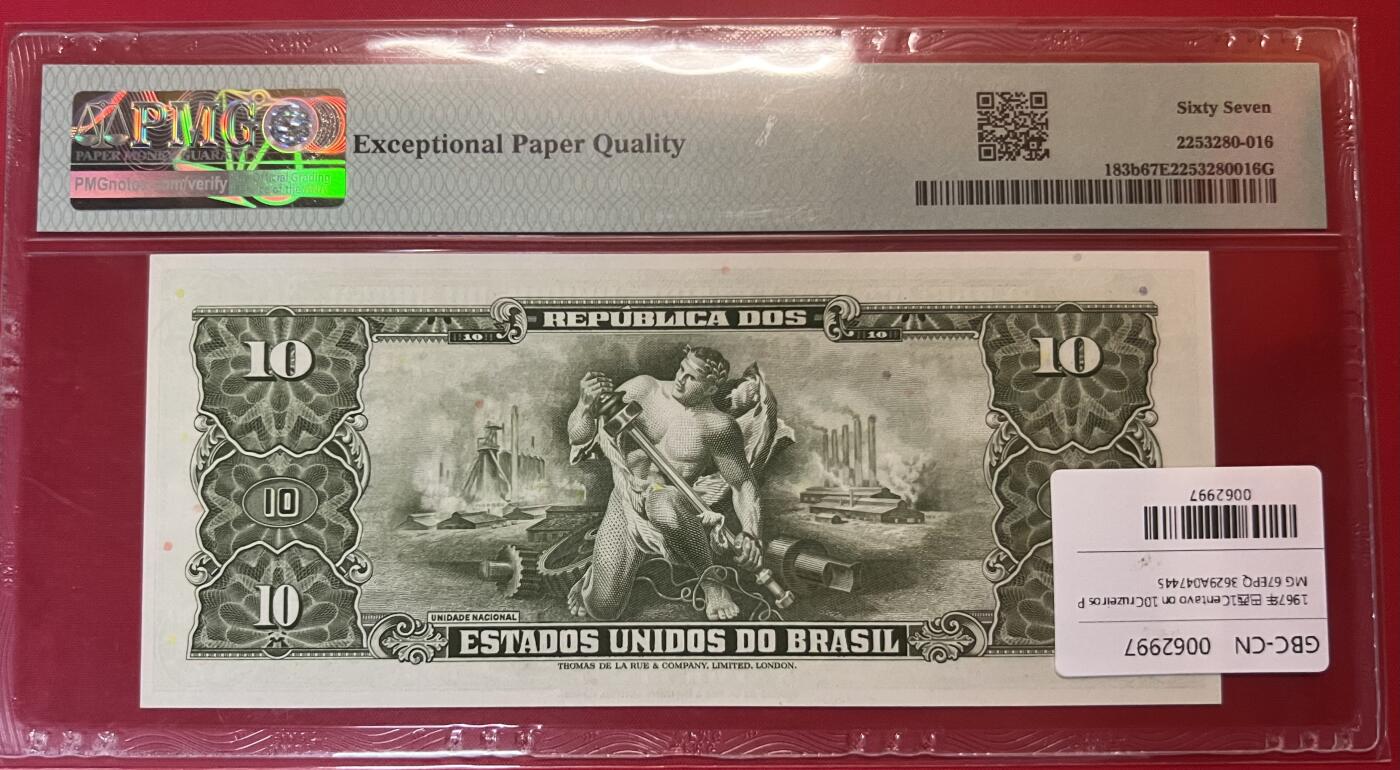 PMG
PAPER MONEY GUAR
PMGnotes.com/verify
Exceptional Paper Quality
Sixty Seven
2253280-016
183b67E2253280016G
REPÚBLICA DOS
10
10
10
10
10
10
UNIDADE NACIONAL
ESTADOS UNIDOS DO BRASIL
THOMAS DE LA RUE & COMPANY, LIMITED, LONDON.
GBC-CN 0062997
1967年 巴西1Centavo on 10Cruzeiros P
MG 67EPQ 3629A047445
0062997